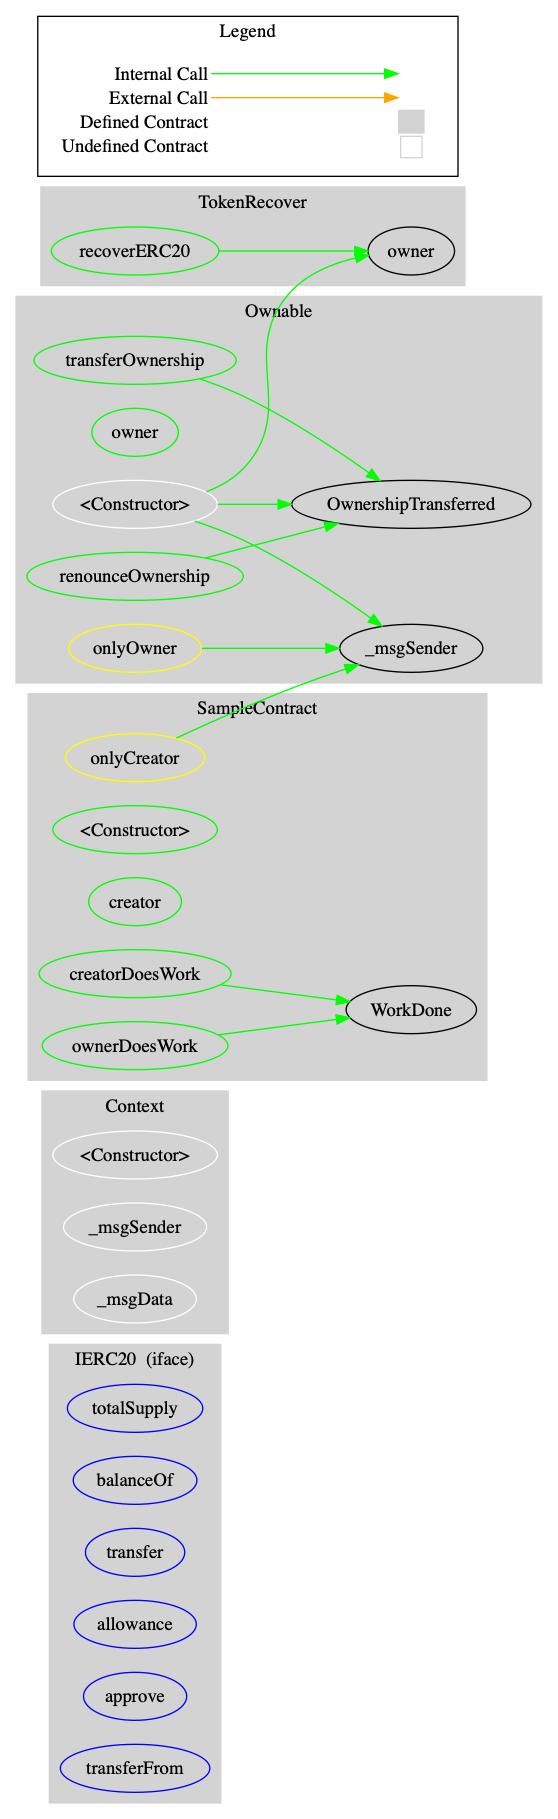 Legend
Internal Call
External Call
Defined Contract
Undefined Contract
TokenRecover
recoverERC20
owner
Ownable
transferOwnership
owner
<Constructor>
OwnershipTransferred
renounceOwnership
onlyOwner
_msgSender
SampleContract
onlyCreator
<Constructor>
creator
creatorDoesWork
WorkDone
ownerDoesWork
Context
<Constructor>
_msgSender
_msgData
IERC20  (iface)
totalSupply
balanceOf
transfer
allowance
approve
transferFrom